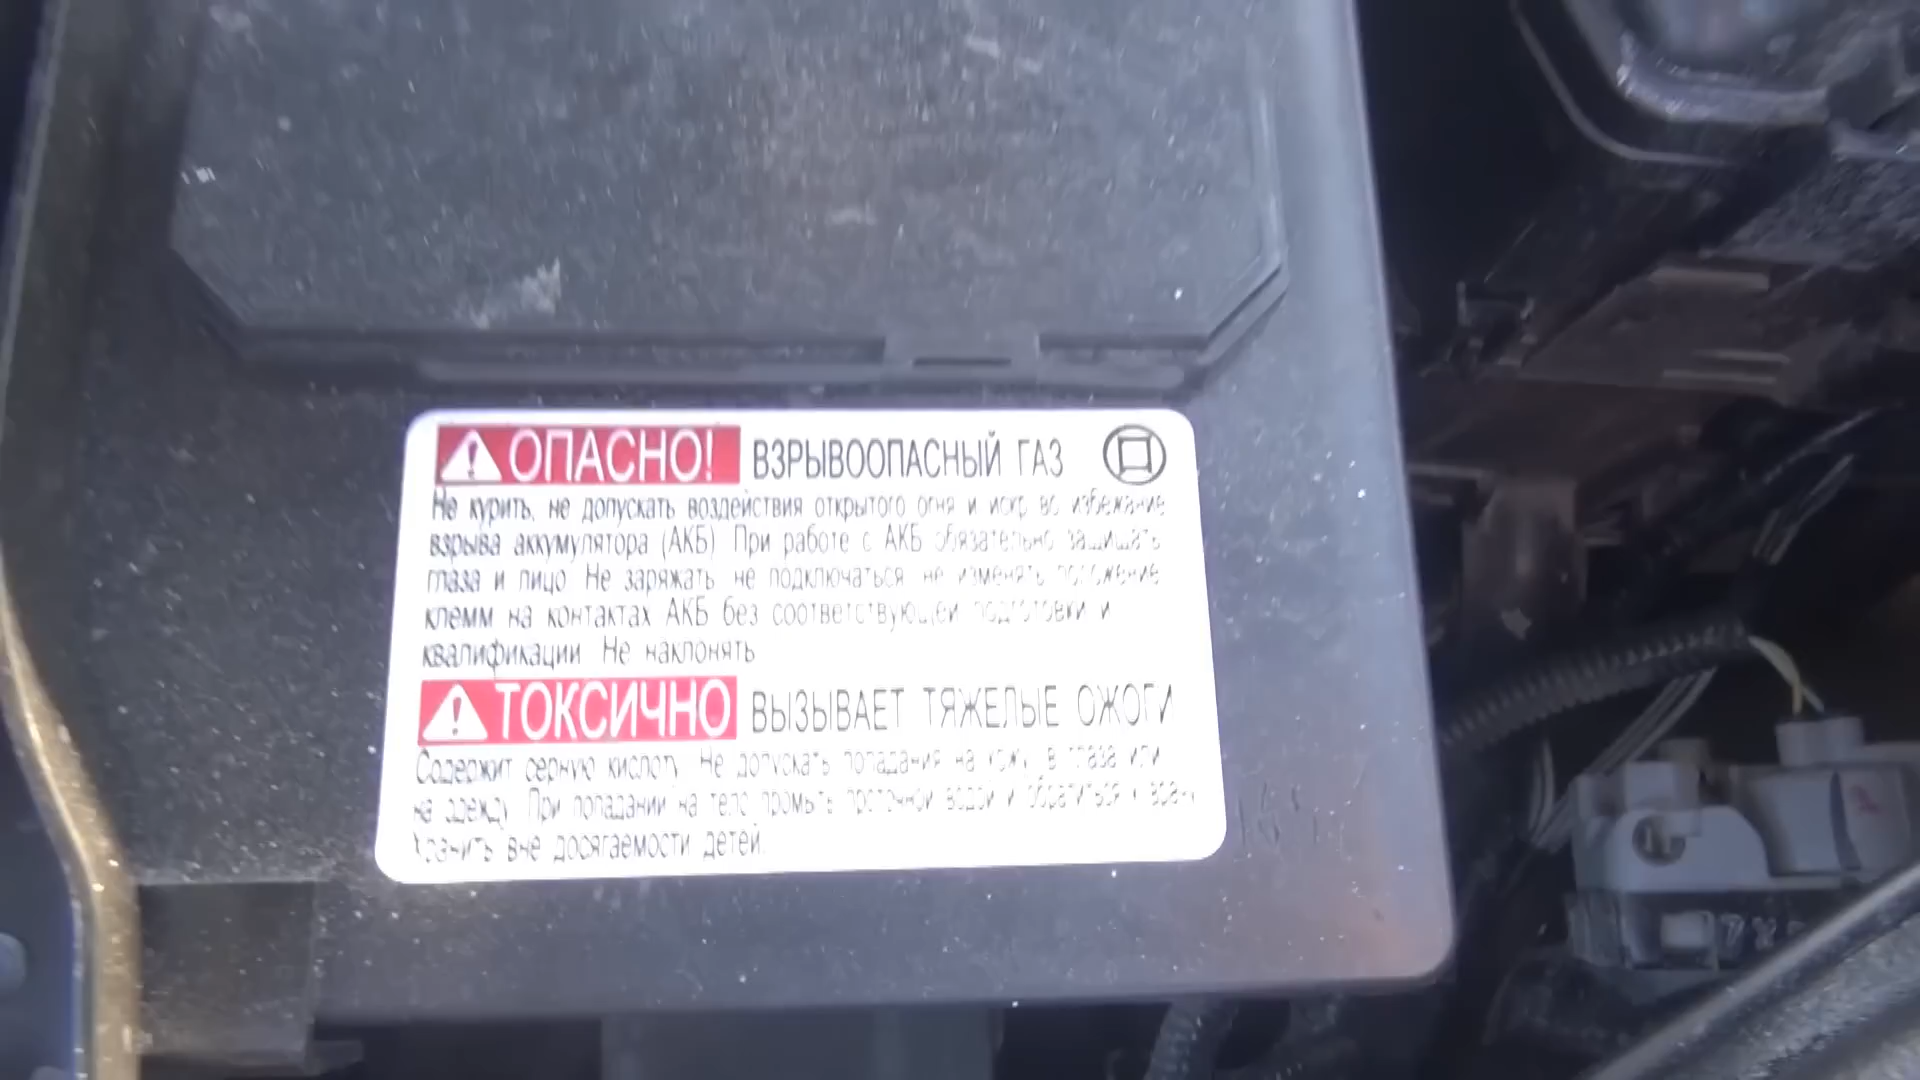 ОПАСНО! ВЗРЫВООПАСНЫЙ ГАЗ
Не курить, не допускать воздействия открытого огня и искр во избежание
взрыва аккумулятора (АКБ) При работе с АКБ обязательно защищать
глаза и лицо Не заряжать не подключаться не изменять положение
клемм на контактах АКБ без соответствующей подготовки и
квалификации Не наклонять
ТОКСИЧНО ВЫЗЫВАЕТ ТЯЖЕЛЫЕ ОЖОГИ
Содержит серную кислоту Не допускать попадания на кожу в глаза или
на одежду При попадании на тело промыть проточной водой и обратиться к врачу
Хранить вне досягаемости детей.